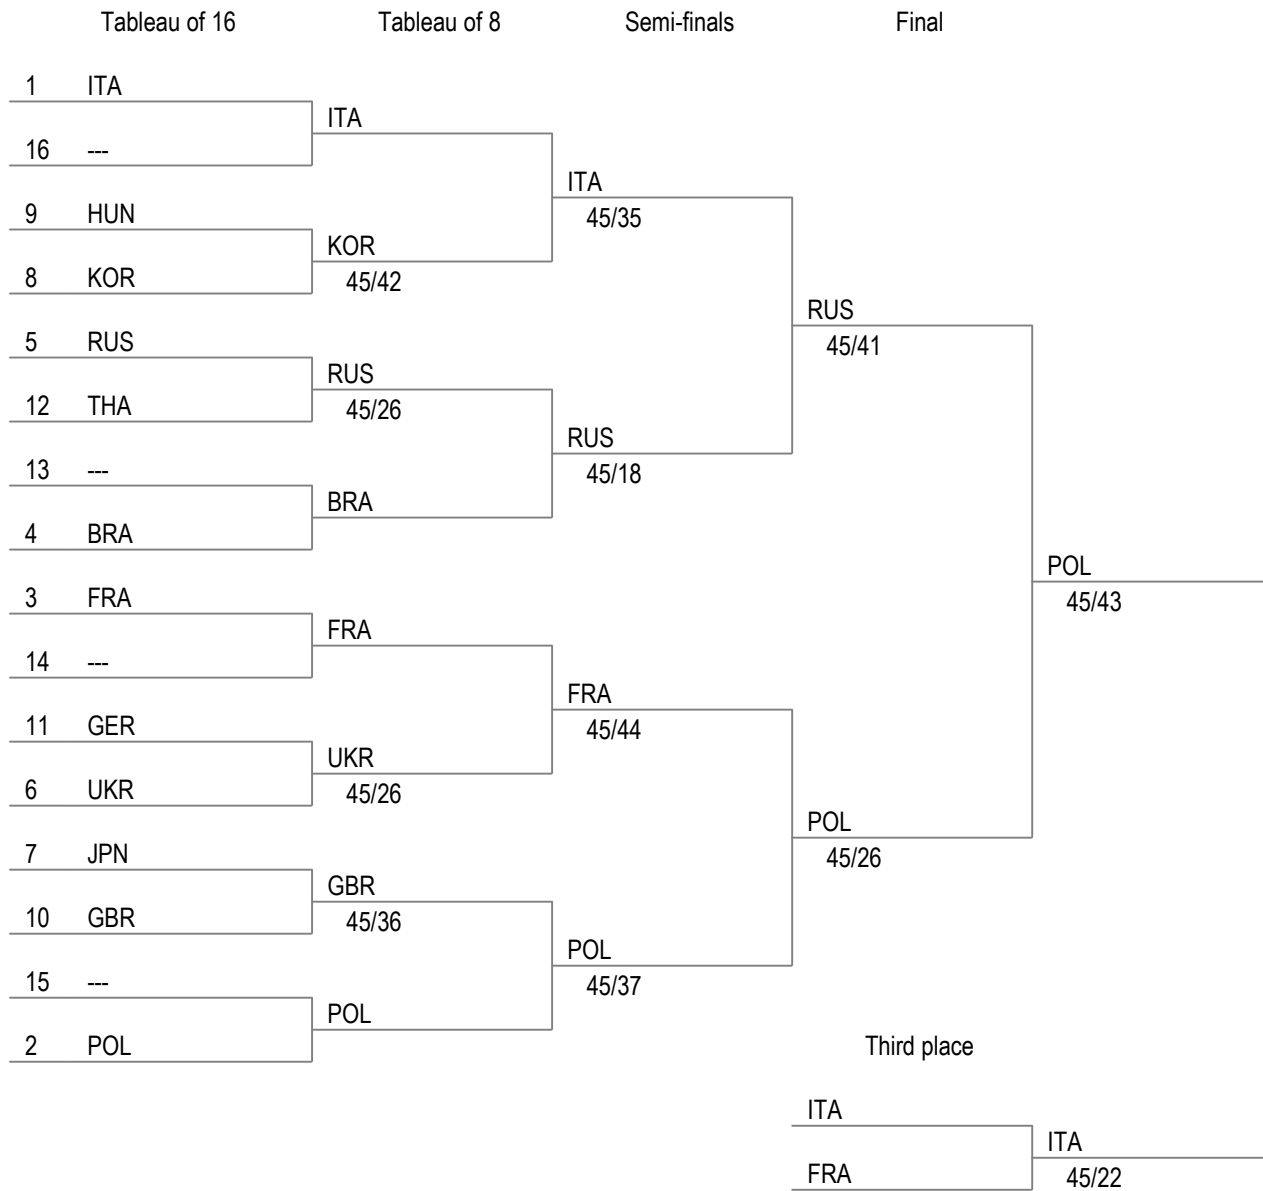 Tableau of 16 Tableau of 8 Semi-finals Final
1 ITA
ITA
16 ---
ITA
45/35
9 HUN
KOR
45/42
8 KOR
RUS
45/41
5 RUS
RUS
45/26
12 THA
RUS
45/18
13 ---
BRA
4 BRA
POL
45/43
3 FRA
FRA
14 ---
FRA
45/44
11 GER
UKR
45/26
6 UKR
POL
45/26
7 JPN
GBR
45/36
10 GBR
POL
45/37
15 ---
POL
2 POL
Third place
ITA
ITA
45/22
FRA